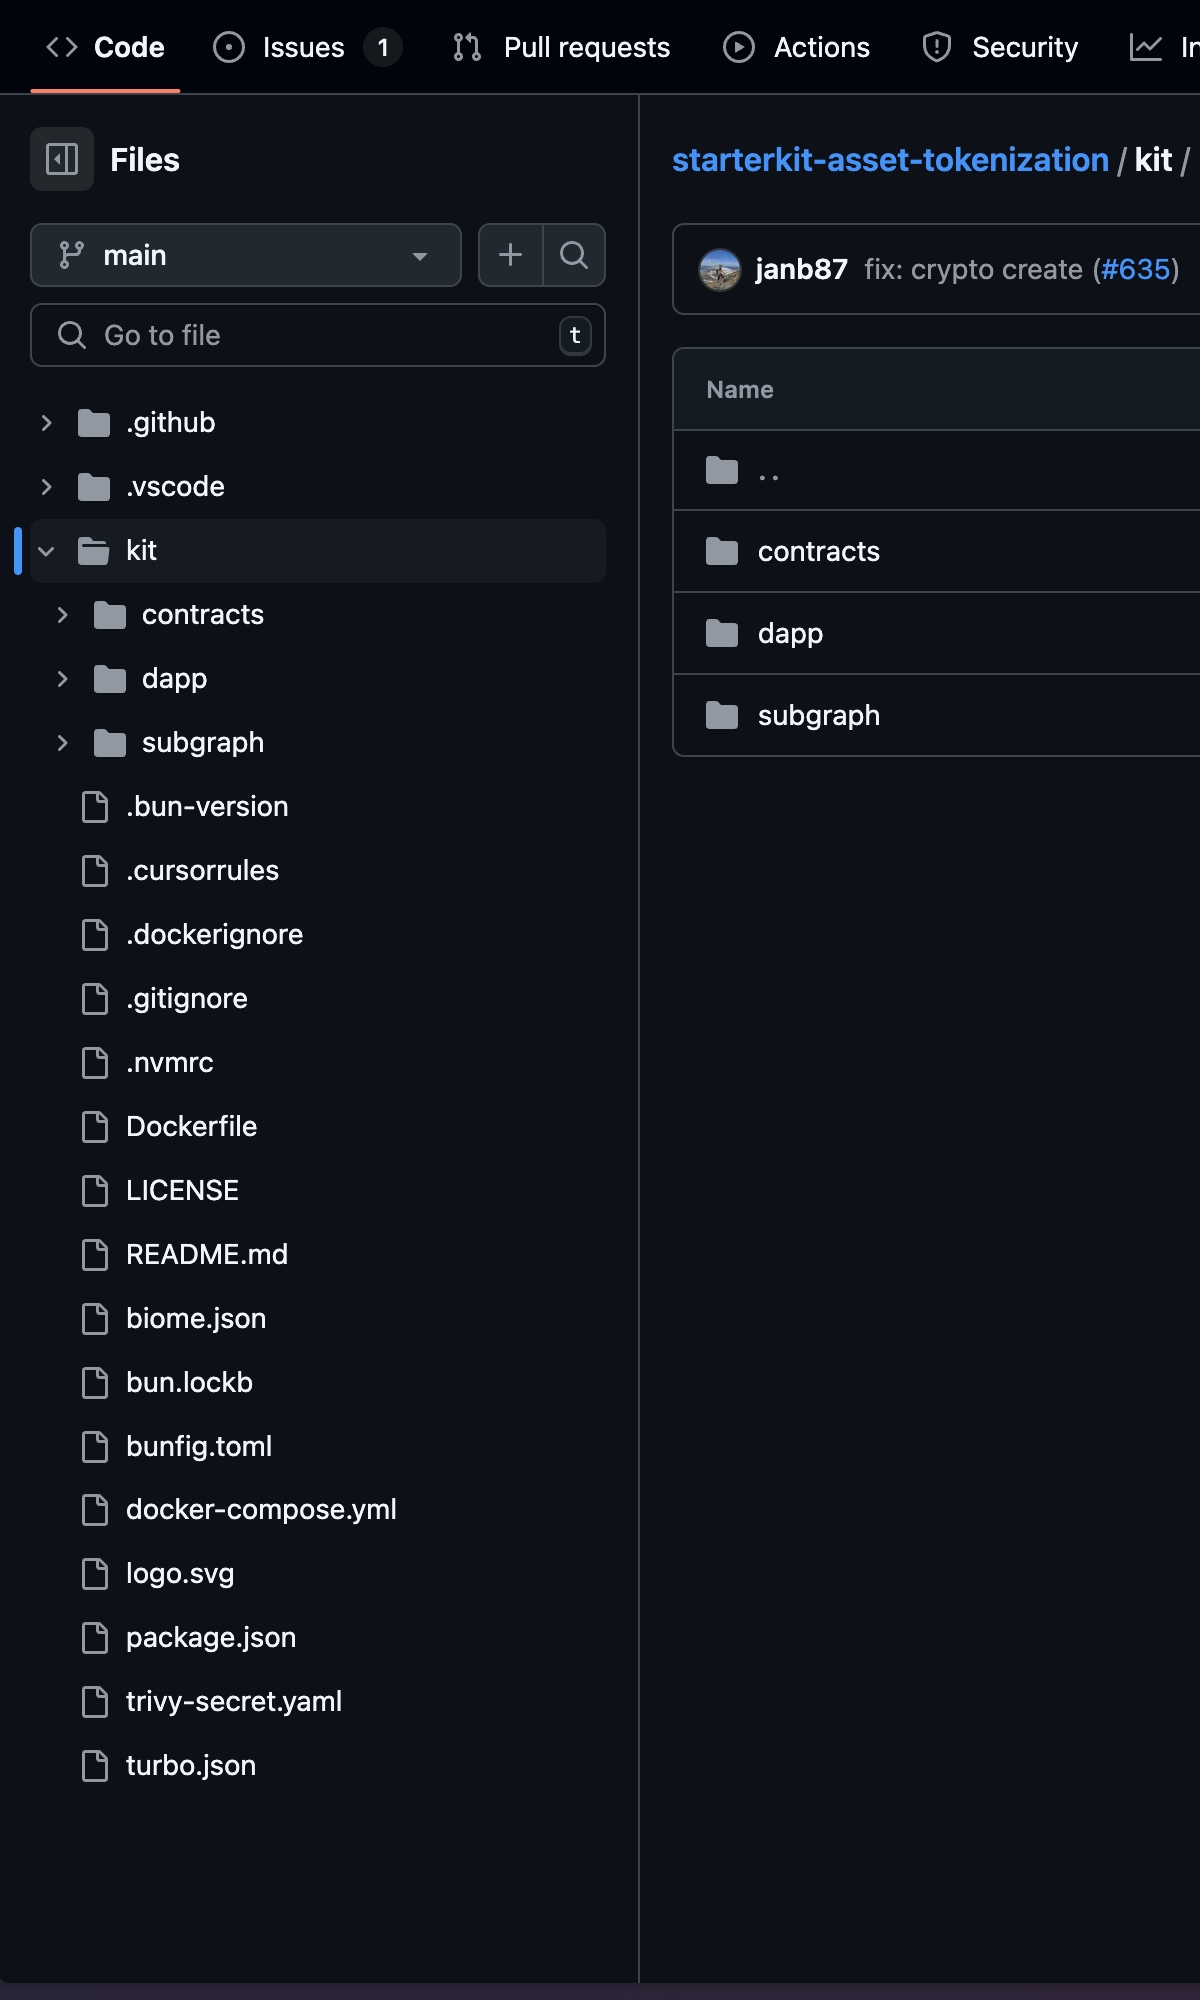 Code Issues 1 Pull requests Actions Security In
Files
main
Go to file t
.github
.vscode
kit
contracts
dapp
subgraph
.bun-version
.cursorrules
.dockerignore
.gitignore
.nvmrc
Dockerfile
LICENSE
README.md
biome.json
bun.lockb
bunfig.toml
docker-compose.yml
logo.svg
package.json
trivy-secret.yaml
turbo.json
starterkit-asset-tokenization / kit /
janb87 fix: crypto create (#635)
Name
..
contracts
dapp
subgraph